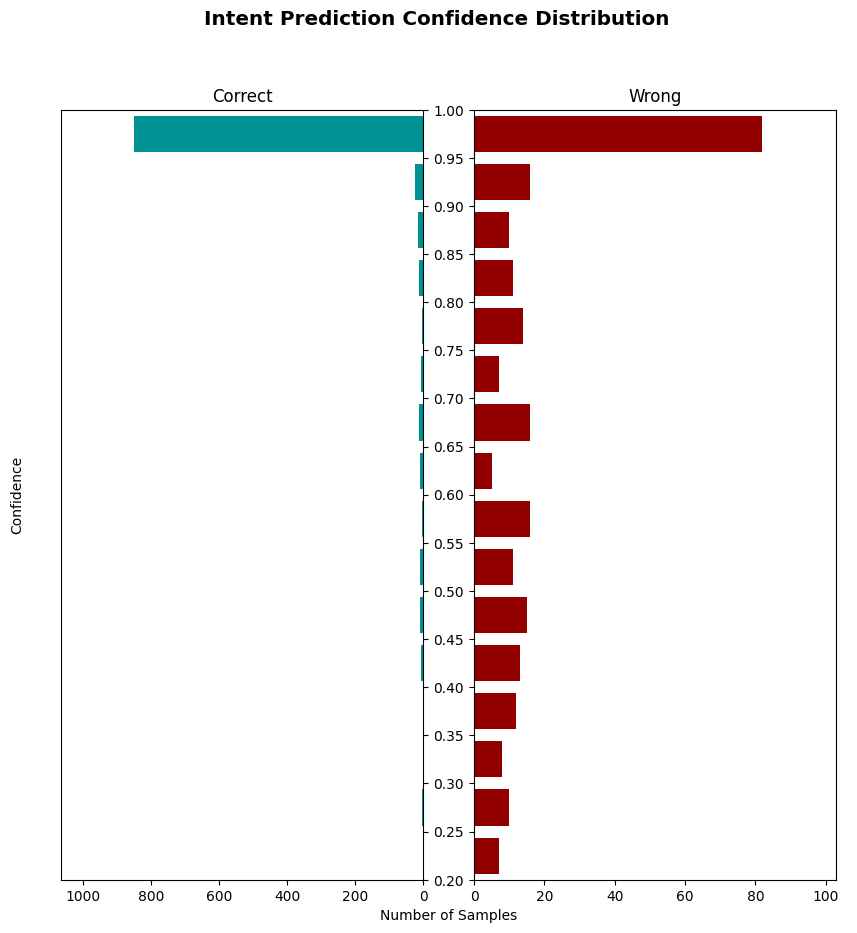 Intent Prediction Confidence Distribution
Correct
Wrong
Confidence
1.00
0.95
0.90
0.85
0.80
0.75
0.70
0.65
0.60
0.55
0.50
0.45
0.40
0.35
0.30
0.25
0.20
1000 800 600 400 200 0
0 20 40 60 80 100
Number of Samples